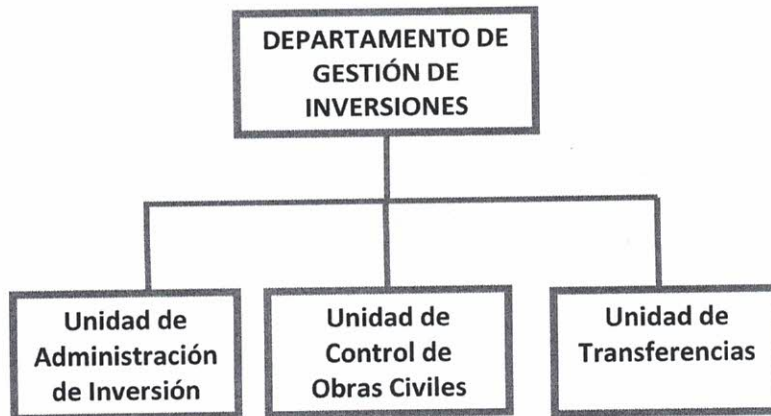 DEPARTAMENTO DE
GESTIÓN DE
INVERSIONES
Unidad de
Administración
de Inversión
Unidad de
Control de
Obras Civiles
Unidad de
Transferencias